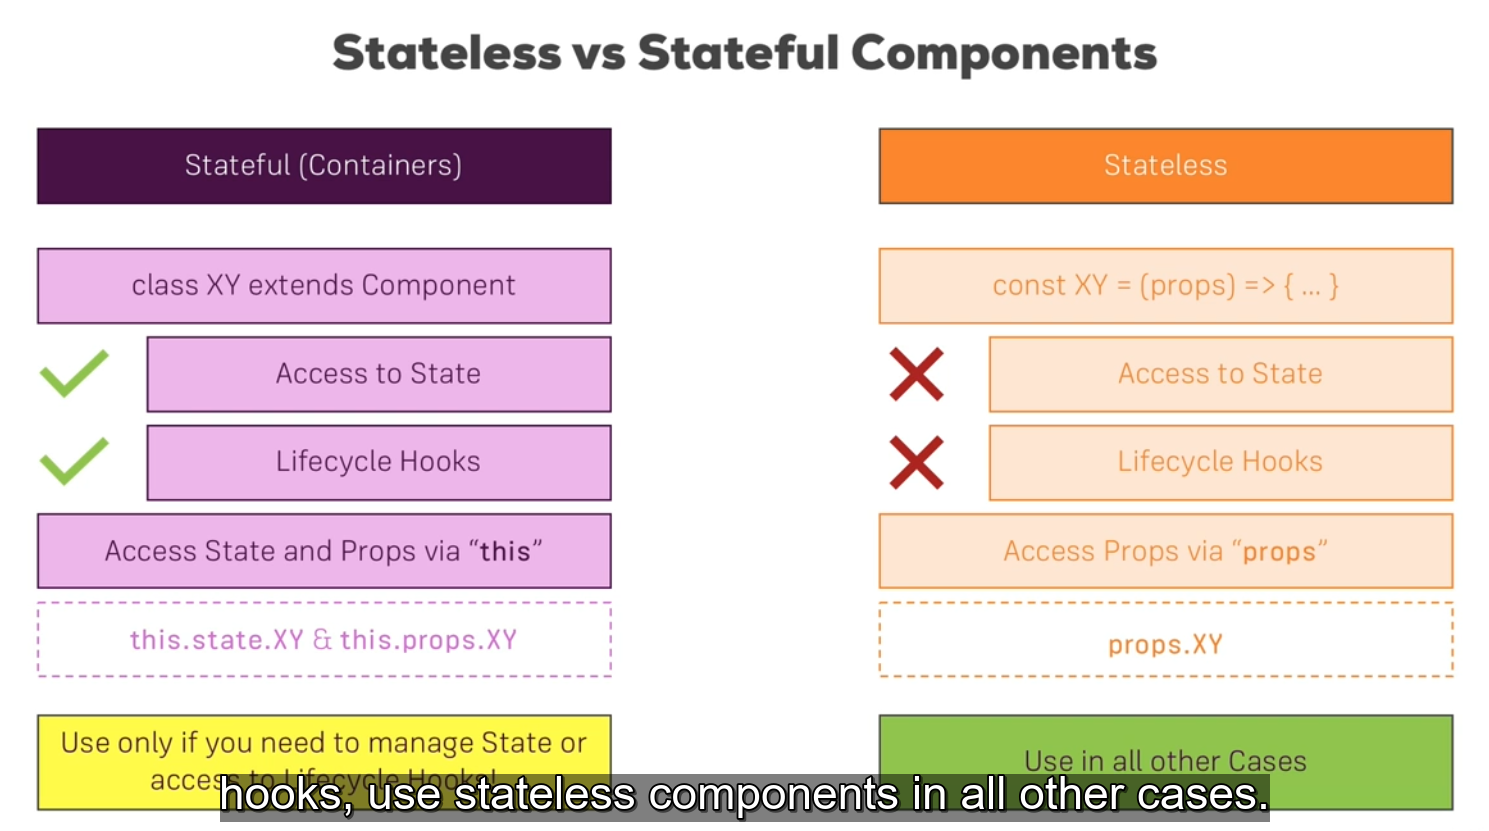 Stateless vs Stateful Components
Stateful (Containers)
class XY extends Component
Access to State
Lifecycle Hooks
Access State and Props via “this”
this.state.XY & this.props.XY
Use only if you need to manage State or
access to Lifecycle Hooks!
Stateless
const XY = (props) => { ... }
Access to State
Lifecycle Hooks
Access Props via “props”
props.XY
Use in all other Cases
hooks, use stateless components in all other cases.